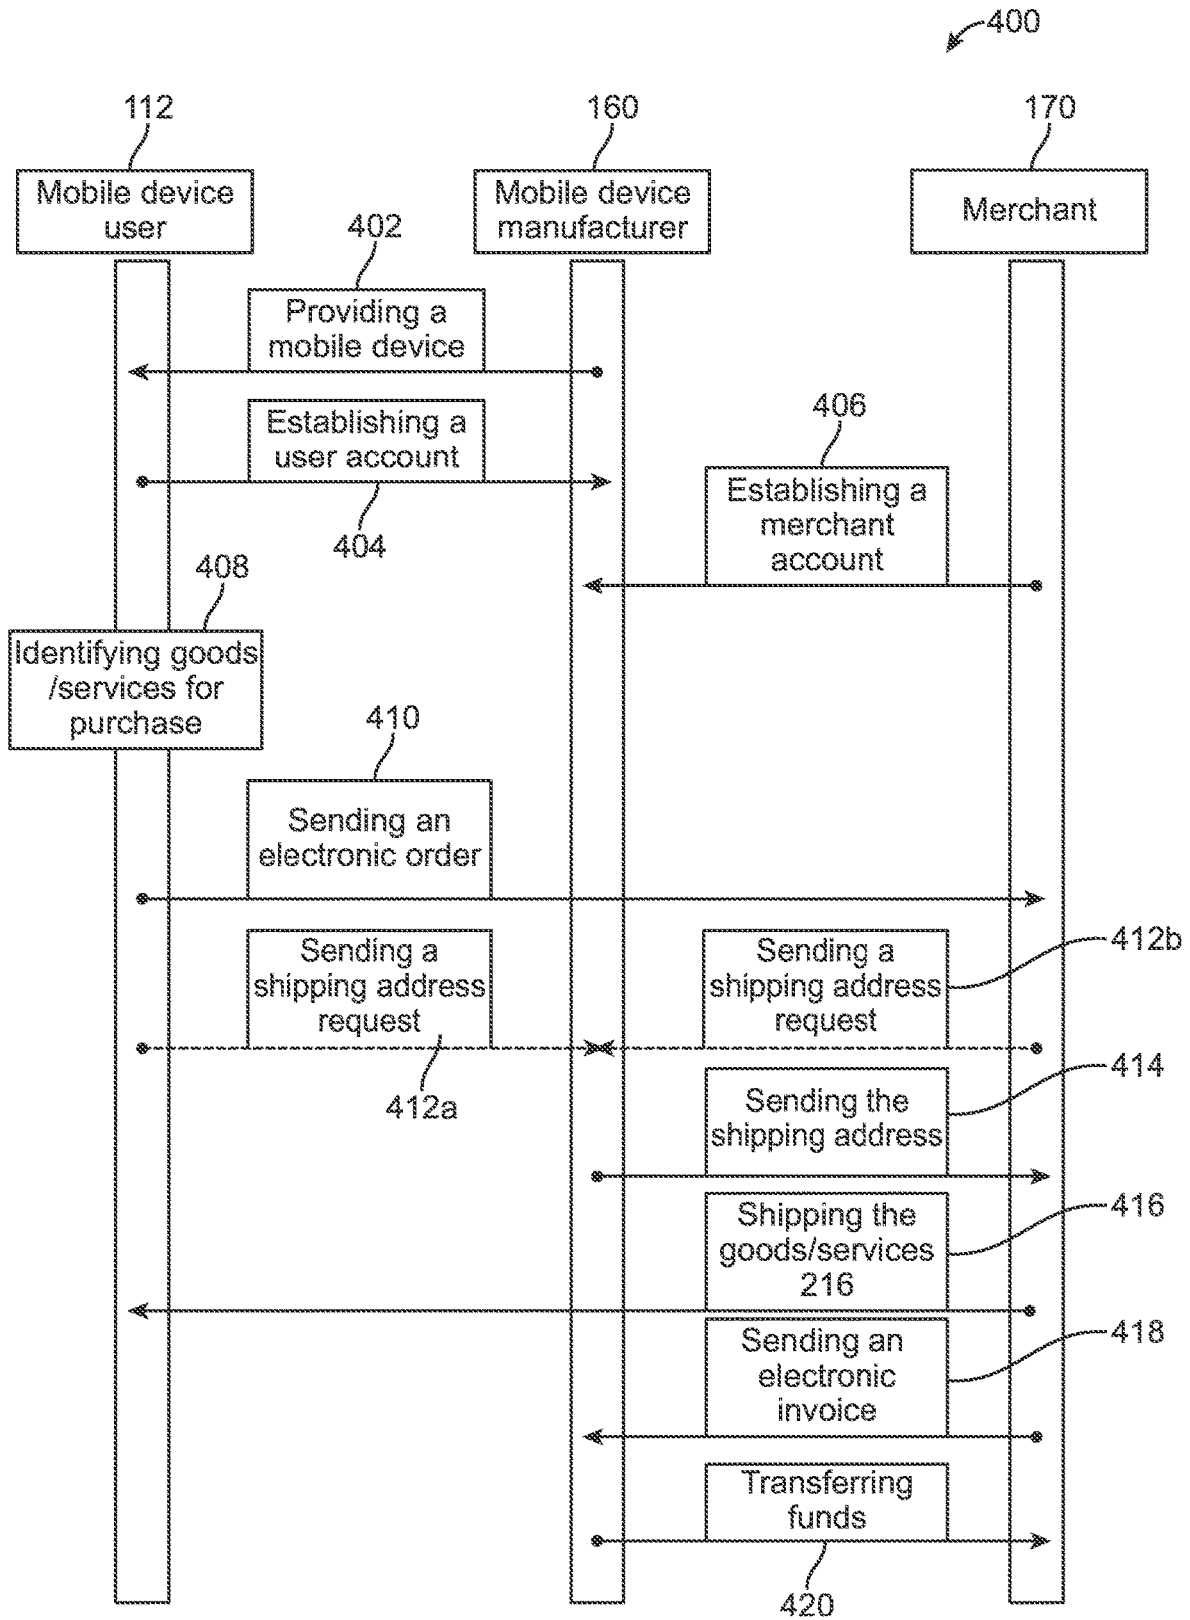 400
112
160
170
Mobile device
user
Mobile device
manufacturer
Merchant
402
Providing a
mobile device
Establishing a
user account
404
406
Establishing a
merchant
account
408
Identifying goods
/services for
purchase
410
Sending an
electronic order
Sending a
shipping address
request
412a
Sending a
shipping address
request
412b
414
Sending the
shipping address
416
Shipping the
goods/services
216
418
Sending an
electronic
invoice
Transferring
funds
420